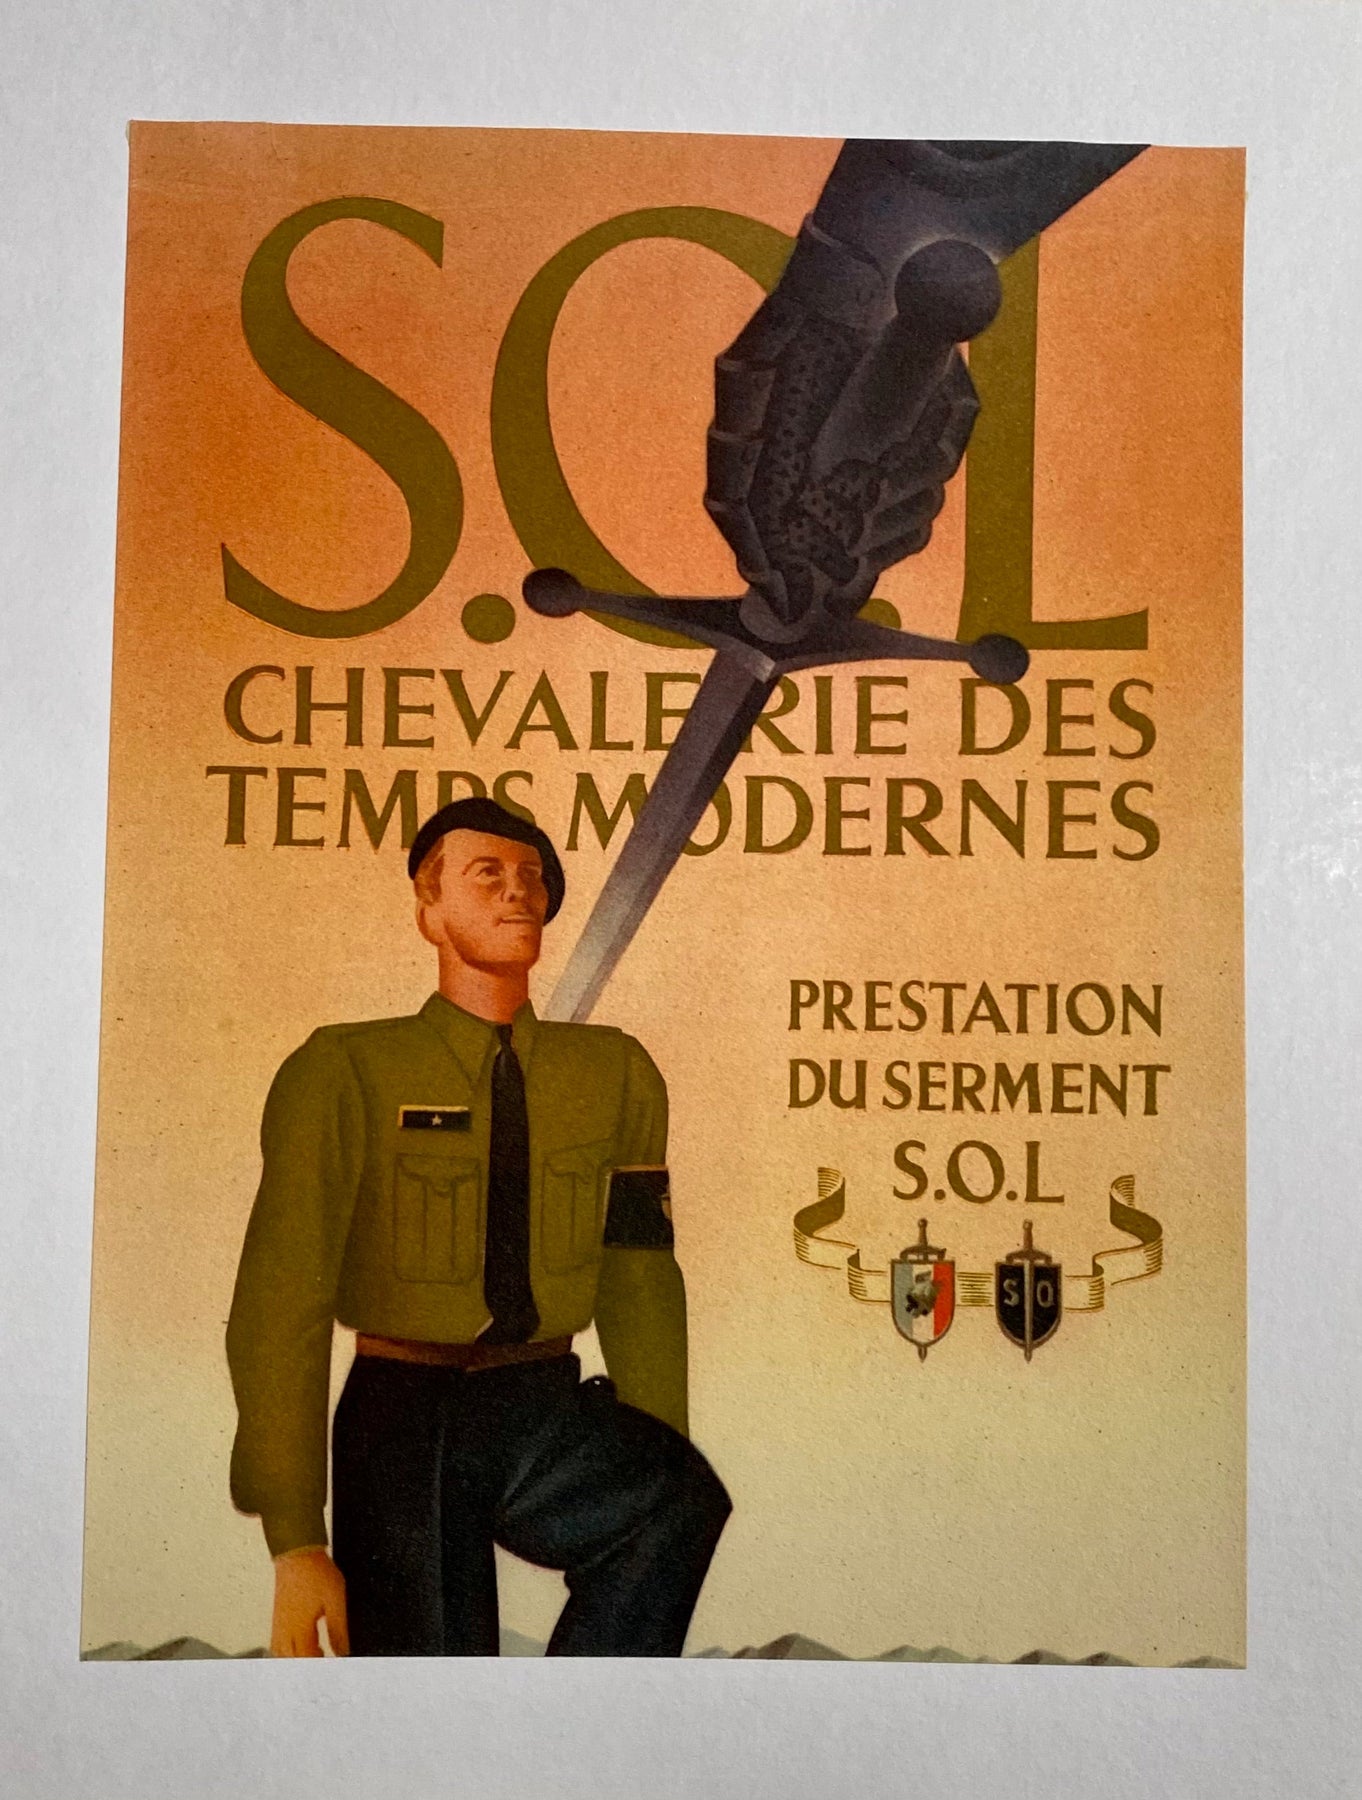 S.O.L
CHEVALERIE DES
TEMPS MODERNES
PRESTATION
DU SERMENT
S.O.L
S O